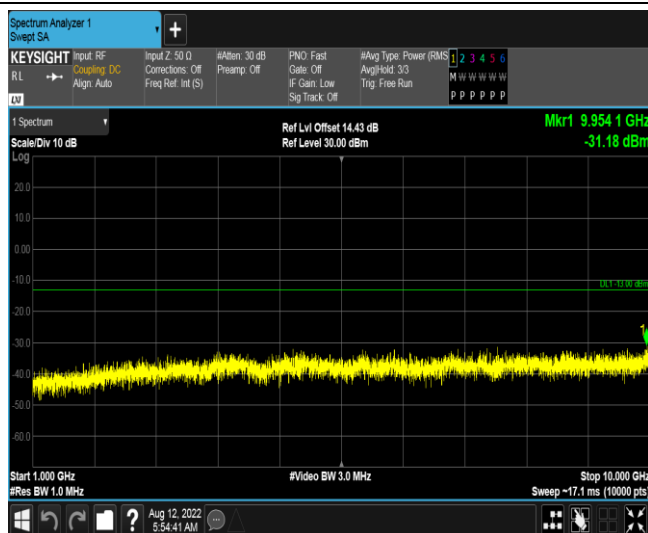 Spectrum Analyzer 1
Swept SA
+
KEYSIGHT
RL
LXI
Input: RF
Coupling: DC
Align: Auto
Input Z: 50 Ω
Corrections: Off
Freq Ref: Int (S)
#Atten: 30 dB
Preamp: Off
PNO: Fast
Gate: Off
IF Gain: Low
Sig Track: Off
#Avg Type: Power (RMS
Avg|Hold: 3/3
Trig: Free Run
1 2 3 4 5 6
M W W W W W
P P P P P P
1 Spectrum
Scale/Div 10 dB
Ref Lvl Offset 14.43 dB
Ref Level 30.00 dBm
Mkr1 9.954 1 GHz
-31.18 dBm
Log
20.0
10.0
0.00
-10.0
DL1 -13.00 dBm
-20.0
1
-30.0
-40.0
-50.0
-60.0
Start 1.000 GHz
#Res BW 1.0 MHz
#Video BW 3.0 MHz
Stop 10.000 GHz
Sweep ~17.1 ms (10000 pts)
?
Aug 12, 2022
5:54:41 AM